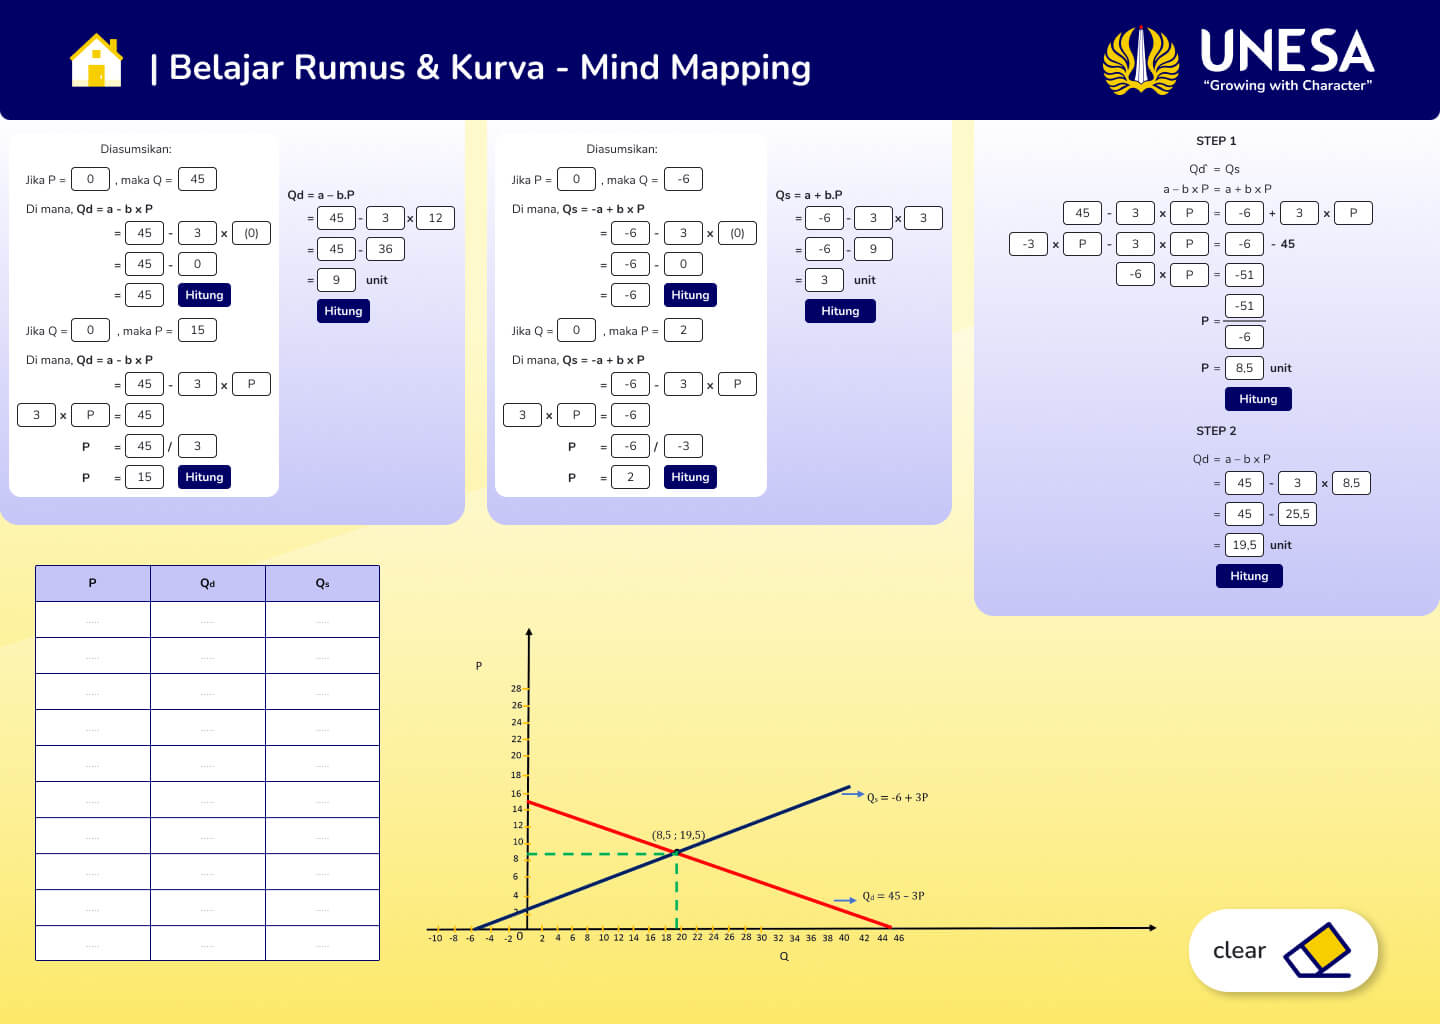 | Belajar Rumus & Kurva - Mind Mapping
UNESA
“Growing with Character”
Diasumsikan:
Jika P = 0 , maka Q = 45
Di mana, Qd = a - b x P
= 45 - 3 x (0)
= 45 - 0
= 45 Hitung
Jika Q = 0 , maka P = 15
Di mana, Qd = a - b x P
= 45 - 3 x P
3 x P = 45
P = 45 / 3
P = 15 Hitung
Qd = a – b.P
= 45 - 3 x 12
= 45 - 36
= 9 unit
Hitung
Diasumsikan:
Jika P = 0 , maka Q = -6
Di mana, Qs = -a + b x P
= -6 - 3 x (0)
= -6 - 0
= -6 Hitung
Jika Q = 0 , maka P = 2
Di mana, Qs = -a + b x P
= -6 - 3 x P
3 x P = -6
P = -6 / -3
P = 2 Hitung
Qs = a + b.P
= -6 - 3 x 3
= -6 - 9
= 3 unit
Hitung
STEP 1
Qd = Qs
a – b x P = a + b x P
45 - 3 x P = -6 + 3 x P
-3 x P - 3 x P = -6 - 45
-6 x P = -51
-51
P =
-6
P = 8,5 unit
Hitung
STEP 2
Qd = a – b x P
= 45 - 3 x 8,5
= 45 - 25,5
= 19,5 unit
Hitung
P Qd Qs
..... ..... .....
..... ..... .....
..... ..... .....
..... ..... .....
..... ..... .....
..... ..... .....
..... ..... .....
..... ..... .....
..... ..... .....
..... ..... .....
P
28
26
24
22
20
18
16
14
12
10
8
6
4
2
Qs = -6 + 3P
(8,5 ; 19,5)
Qd = 45 – 3P
-10 -8 -6 -4 -2 0 2 4 6 8 10 12 14 16 18 20 22 24 26 28 30 32 34 36 38 40 42 44 46
Q
clear